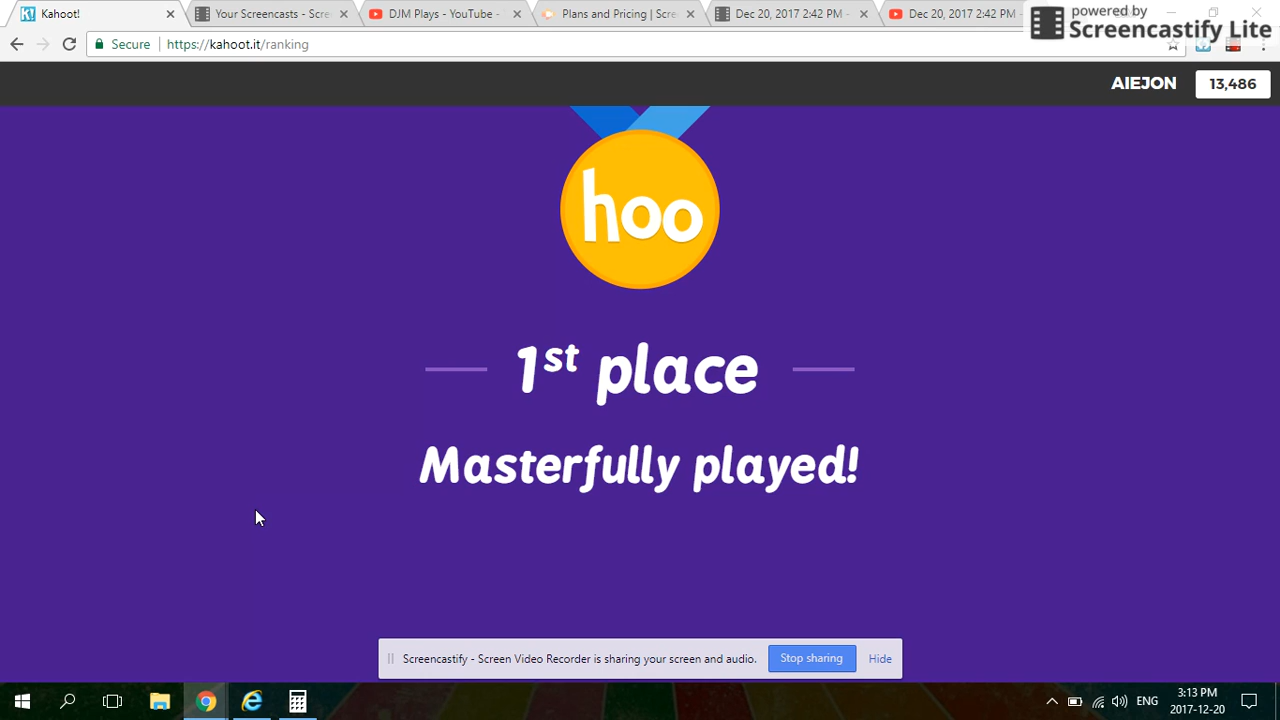 Kahoot!
Your Screencasts - Scre
DJM Plays - YouTube -
Plans and Pricing | Scre
Dec 20, 2017 2:42 PM -
Dec 20, 2017 2:42 PM -
powered by
Screencastify Lite
Secure
https://kahoot.it/ranking
AIEJON
13,486
hoo
1st place
Masterfully played!
Screencastify - Screen Video Recorder is sharing your screen and audio.
Stop sharing
Hide
ENG
3:13 PM
2017-12-20